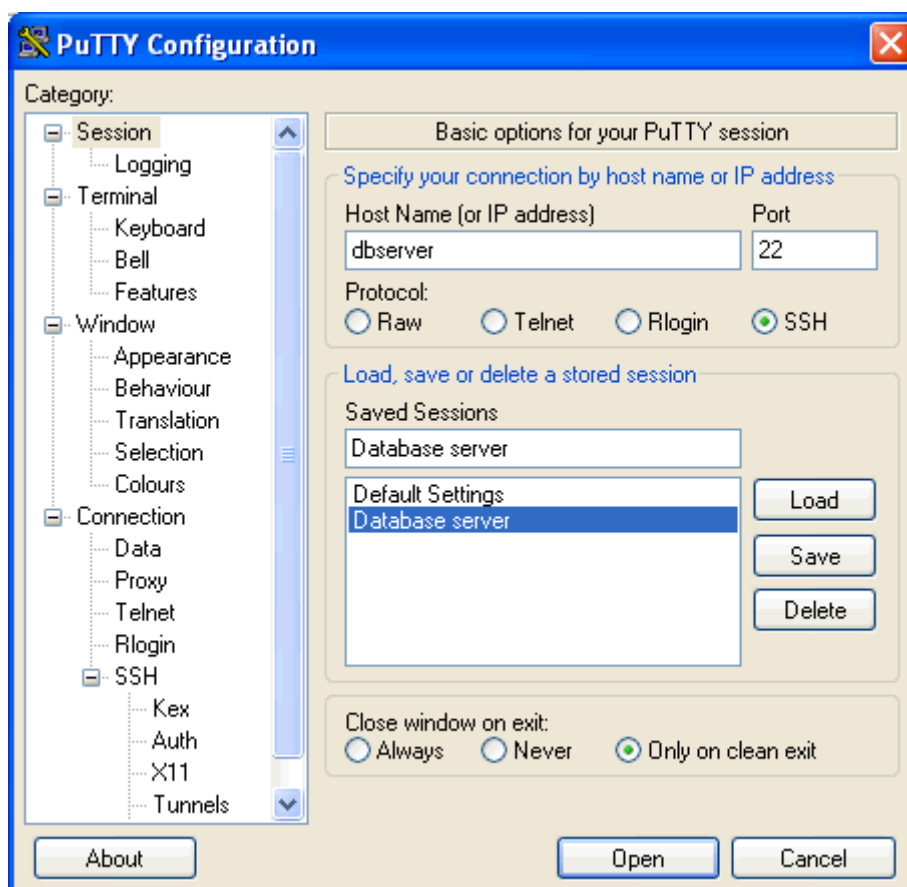 PuTTY Configuration
Category:
Session
Logging
Terminal
Keyboard
Bell
Features
Window
Appearance
Behaviour
Translation
Selection
Colours
Connection
Data
Proxy
Telnet
Rlogin
SSH
Kex
Auth
X11
Tunnels
Basic options for your PuTTY session
Specify your connection by host name or IP address
Host Name (or IP address) Port
dbserver 22
Protocol:
Raw Telnet Rlogin SSH
Load, save or delete a stored session
Saved Sessions
Database server
Default Settings
Database server
Load
Save
Delete
Close window on exit:
Always Never Only on clean exit
About Open Cancel